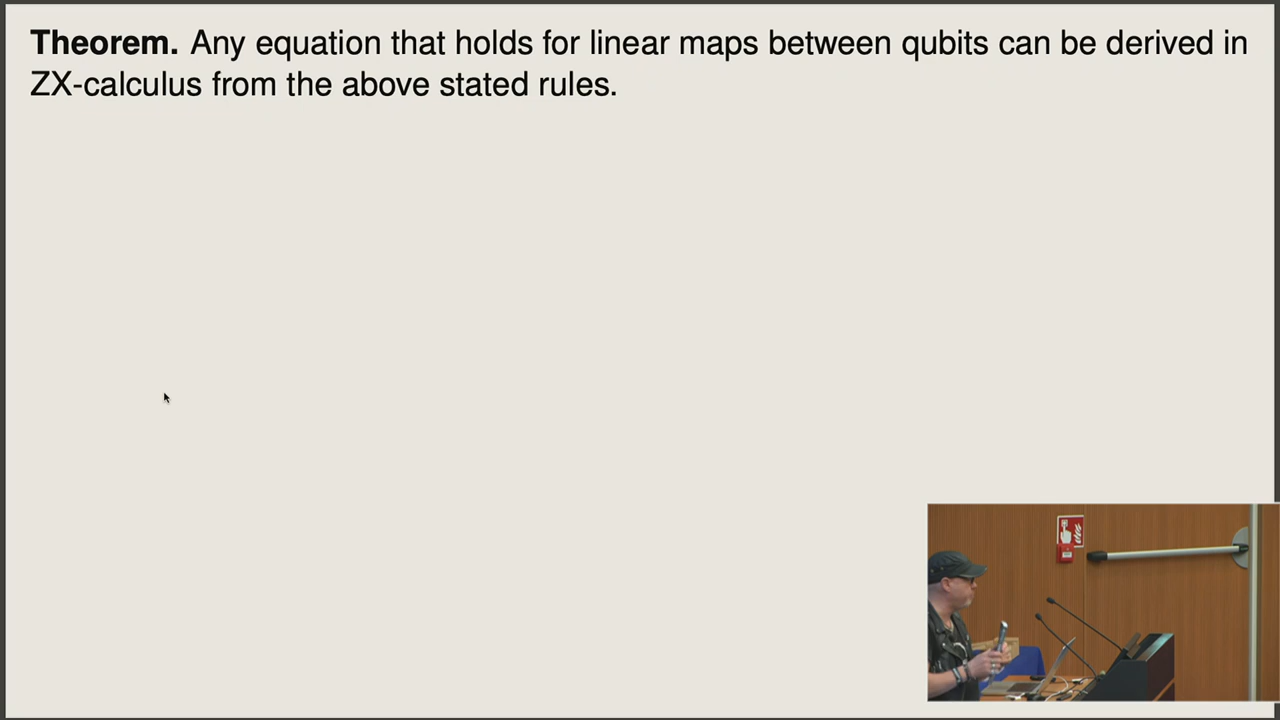 Theorem. Any equation that holds for linear maps between qubits can be derived in
ZX-calculus from the above stated rules.